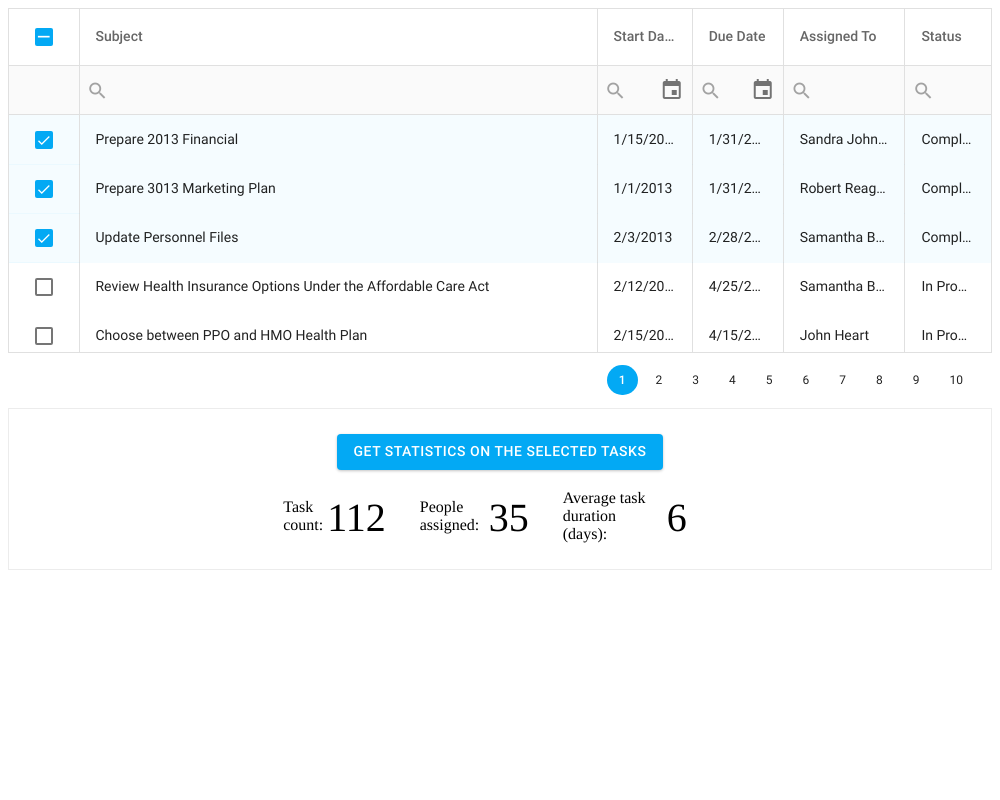 Subject Start Da... Due Date Assigned To Status
Prepare 2013 Financial 1/15/20... 1/31/2... Sandra John... Compl...
Prepare 3013 Marketing Plan 1/1/2013 1/31/2... Robert Reag... Compl...
Update Personnel Files 2/3/2013 2/28/2... Samantha B... Compl...
Review Health Insurance Options Under the Affordable Care Act 2/12/20... 4/25/2... Samantha B... In Pro...
Choose between PPO and HMO Health Plan 2/15/20... 4/15/2... John Heart In Pro...
1 2 3 4 5 6 7 8 9 10
GET STATISTICS ON THE SELECTED TASKS
Task
count: 112
People
assigned: 35
Average task
duration
(days): 6